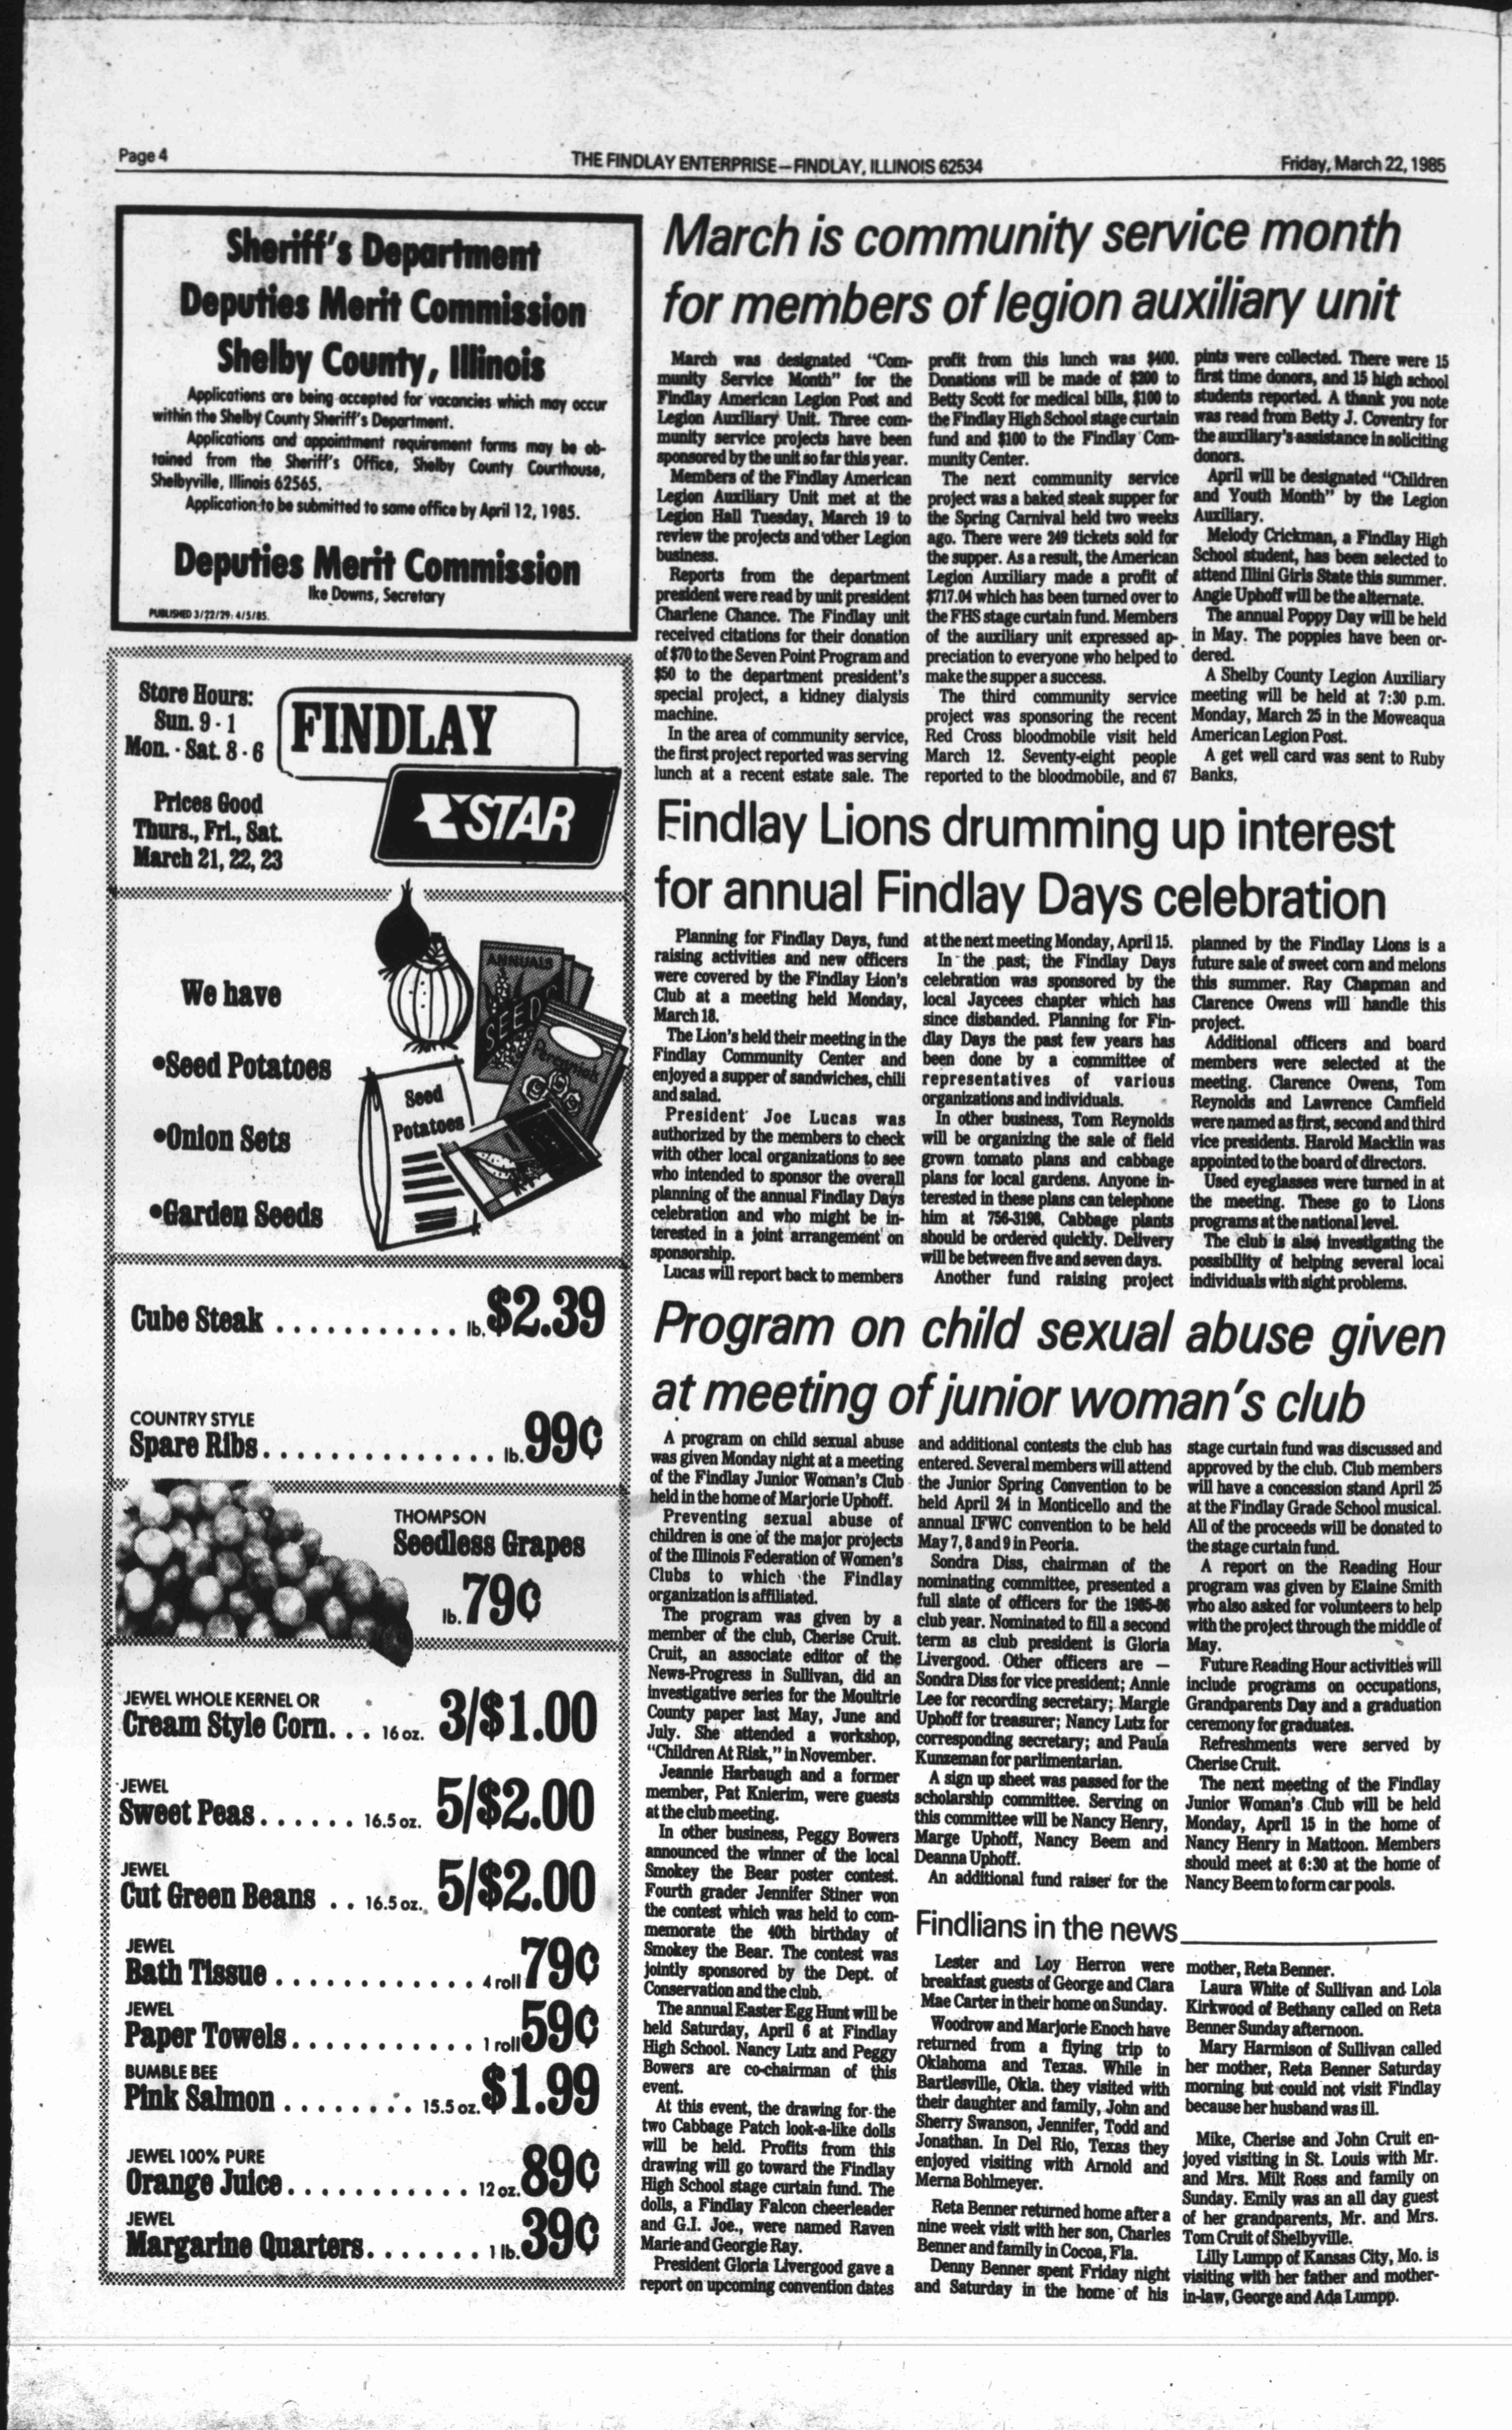 Page 4
THE FINDLAY ENTERPRISE—FINDLAY, ILLINOIS 62534
Friday, March 22, 1985
Sheriff's Department
Deputies Merit Commission
Shelby County, Illinois
Applications are being accepted for vacancies which may occur
within the Shelby County Sheriff's Department.
Applications and appointment requirement forms may be ob-
tained from the Sheriff's Office, Shelby County Courthouse,
Shelbyville, Illinois 62565.
Application to be submitted to same office by April 12, 1985.
Deputies Merit Commission
Ike Downs, Secretary
PUBLISHED 3/22/29: 4/5/85.
Store Hours:
Sun. 9 - 1
Mon. - Sat. 8 - 6
FINDLAY
STAR
Prices Good
Thurs., Fri., Sat.
March 21, 22, 23
We have
•Seed Potatoes
•Onion Sets
•Garden Seeds
ANNUALS
SEEDS
Perennials
Seed
Potatoes
Cube Steak ........... lb. $2.39
COUNTRY STYLE
Spare Ribs............... lb. 99¢
THOMPSON
Seedless Grapes
lb. 79¢
JEWEL WHOLE KERNEL OR
Cream Style Corn... 16 oz. 3/$1.00
JEWEL
Sweet Peas...... 16.5 oz. 5/$2.00
JEWEL
Cut Green Beans .. 16.5 oz. 5/$2.00
JEWEL
Bath Tissue ............. 4 roll 79¢
JEWEL
Paper Towels............ 1 roll 59¢
BUMBLE BEE
Pink Salmon ........ 15.5 oz. $1.99
JEWEL 100% PURE
Orange Juice........... 12 oz. 89¢
JEWEL
Margarine Quarters....... 1 lb. 39¢
March is community service month
for members of legion auxiliary unit
March was designated "Com-
munity Service Month" for the
Findlay American Legion Post and
Legion Auxiliary Unit. Three com-
munity service projects have been
sponsored by the unit so far this year.
Members of the Findlay American
Legion Auxiliary Unit met at the
Legion Hall Tuesday, March 19 to
review the projects and other Legion
business.
Reports from the department
president were read by unit president
Charlene Chance. The Findlay unit
received citations for their donation
of $70 to the Seven Point Program and
$50 to the department president's
special project, a kidney dialysis
machine.
In the area of community service,
the first project reported was serving
lunch at a recent estate sale. The
profit from this lunch was $400.
Donations will be made of $200 to
Betty Scott for medical bills, $100 to
the Findlay High School stage curtain
fund and $100 to the Findlay Com-
munity Center.
The next community service
project was a baked steak supper for
the Spring Carnival held two weeks
ago. There were 249 tickets sold for
the supper. As a result, the American
Legion Auxiliary made a profit of
$717.04 which has been turned over to
the FHS stage curtain fund. Members
of the auxiliary unit expressed ap-
preciation to everyone who helped to
make the supper a success.
The third community service
project was sponsoring the recent
Red Cross bloodmobile visit held
March 12. Seventy-eight people
reported to the bloodmobile, and 67
pints were collected. There were 15
first time donors, and 15 high school
students reported. A thank you note
was read from Betty J. Coventry for
the auxiliary's assistance in soliciting
donors.
April will be designated "Children
and Youth Month" by the Legion
Auxiliary.
Melody Crickman, a Findlay High
School student, has been selected to
attend Illini Girls State this summer.
Angie Uphoff will be the alternate.
The annual Poppy Day will be held
in May. The poppies have been or-
dered.
A Shelby County Legion Auxiliary
meeting will be held at 7:30 p.m.
Monday, March 25 in the Moweaqua
American Legion Post.
A get well card was sent to Ruby
Banks.
Findlay Lions drumming up interest
for annual Findlay Days celebration
Planning for Findlay Days, fund
raising activities and new officers
were covered by the Findlay Lion's
Club at a meeting held Monday,
March 18.
The Lion's held their meeting in the
Findlay Community Center and
enjoyed a supper of sandwiches, chili
and salad.
President Joe Lucas was
authorized by the members to check
with other local organizations to see
who intended to sponsor the overall
planning of the annual Findlay Days
celebration and who might be in-
terested in a joint arrangement on
sponsorship.
Lucas will report back to members
at the next meeting Monday, April 15.
In the past, the Findlay Days
celebration was sponsored by the
local Jaycees chapter which has
since disbanded. Planning for Fin-
dlay Days the past few years has
been done by a committee of
representatives of various
organizations and individuals.
In other business, Tom Reynolds
will be organizing the sale of field
grown tomato plans and cabbage
plans for local gardens. Anyone in-
terested in these plans can telephone
him at 756-3198. Cabbage plants
should be ordered quickly. Delivery
will be between five and seven days.
Another fund raising project
planned by the Findlay Lions is a
future sale of sweet corn and melons
this summer. Ray Chapman and
Clarence Owens will handle this
project.
Additional officers and board
members were selected at the
meeting. Clarence Owens, Tom
Reynolds and Lawrence Camfield
were named as first, second and third
vice presidents. Harold Macklin was
appointed to the board of directors.
Used eyeglasses were turned in at
the meeting. These go to Lions
programs at the national level.
The club is also investigating the
possibility of helping several local
individuals with sight problems.
Program on child sexual abuse given
at meeting of junior woman's club
A program on child sexual abuse
was given Monday night at a meeting
of the Findlay Junior Woman's Club
held in the home of Marjorie Uphoff.
Preventing sexual abuse of
children is one of the major projects
of the Illinois Federation of Women's
Clubs to which the Findlay
organization is affiliated.
The program was given by a
member of the club, Cherise Cruit.
Cruit, an associate editor of the
News-Progress in Sullivan, did an
investigative series for the Moultrie
County paper last May, June and
July. She attended a workshop,
"Children At Risk," in November.
Jeannie Harbaugh and a former
member, Pat Knierim, were guests
at the club meeting.
In other business, Peggy Bowers
announced the winner of the local
Smokey the Bear poster contest.
Fourth grader Jennifer Stiner won
the contest which was held to com-
memorate the 40th birthday of
Smokey the Bear. The contest was
jointly sponsored by the Dept. of
Conservation and the club.
The annual Easter Egg Hunt will be
held Saturday, April 6 at Findlay
High School. Nancy Lutz and Peggy
Bowers are co-chairman of this
event.
At this event, the drawing for the
two Cabbage Patch look-a-like dolls
will be held. Profits from this
drawing will go toward the Findlay
High School stage curtain fund. The
dolls, a Findlay Falcon cheerleader
and G.I. Joe., were named Raven
Marie and Georgie Ray.
President Gloria Livergood gave a
report on upcoming convention dates
and additional contests the club has
entered. Several members will attend
the Junior Spring Convention to be
held April 24 in Monticello and the
annual IFWC convention to be held
May 7, 8 and 9 in Peoria.
Sondra Diss, chairman of the
nominating committee, presented a
full slate of officers for the 1985-86
club year. Nominated to fill a second
term as club president is Gloria
Livergood. Other officers are —
Sondra Diss for vice president; Annie
Lee for recording secretary; Margie
Uphoff for treasurer; Nancy Lutz for
corresponding secretary; and Paula
Kunzeman for parlimentarian.
A sign up sheet was passed for the
scholarship committee. Serving on
this committee will be Nancy Henry,
Marge Uphoff, Nancy Beem and
Deanna Uphoff.
An additional fund raiser for the
stage curtain fund was discussed and
approved by the club. Club members
will have a concession stand April 25
at the Findlay Grade School musical.
All of the proceeds will be donated to
the stage curtain fund.
A report on the Reading Hour
program was given by Elaine Smith
who also asked for volunteers to help
with the project through the middle of
May.
Future Reading Hour activities will
include programs on occupations,
Grandparents Day and a graduation
ceremony for graduates.
Refreshments were served by
Cherise Cruit.
The next meeting of the Findlay
Junior Woman's Club will be held
Monday, April 15 in the home of
Nancy Henry in Mattoon. Members
should meet at 6:30 at the home of
Nancy Beem to form car pools.
Findlians in the news
Lester and Loy Herron were
breakfast guests of George and Clara
Mae Carter in their home on Sunday.
Woodrow and Marjorie Enoch have
returned from a flying trip to
Oklahoma and Texas. While in
Bartlesville, Okla. they visited with
their daughter and family, John and
Sherry Swanson, Jennifer, Todd and
Jonathan. In Del Rio, Texas they
enjoyed visiting with Arnold and
Merna Bohlmeyer.
Reta Benner returned home after a
nine week visit with her son, Charles
Benner and family in Cocoa, Fla.
Denny Benner spent Friday night
and Saturday in the home of his
mother, Reta Benner.
Laura White of Sullivan and Lola
Kirkwood of Bethany called on Reta
Benner Sunday afternoon.
Mary Harmison of Sullivan called
her mother, Reta Benner Saturday
morning but could not visit Findlay
because her husband was ill.
Mike, Cherise and John Cruit en-
joyed visiting in St. Louis with Mr.
and Mrs. Milt Ross and family on
Sunday. Emily was an all day guest
of her grandparents, Mr. and Mrs.
Tom Cruit of Shelbyville.
Lilly Lumpp of Kansas City, Mo. is
visiting with her father and mother-
in-law, George and Ada Lumpp.